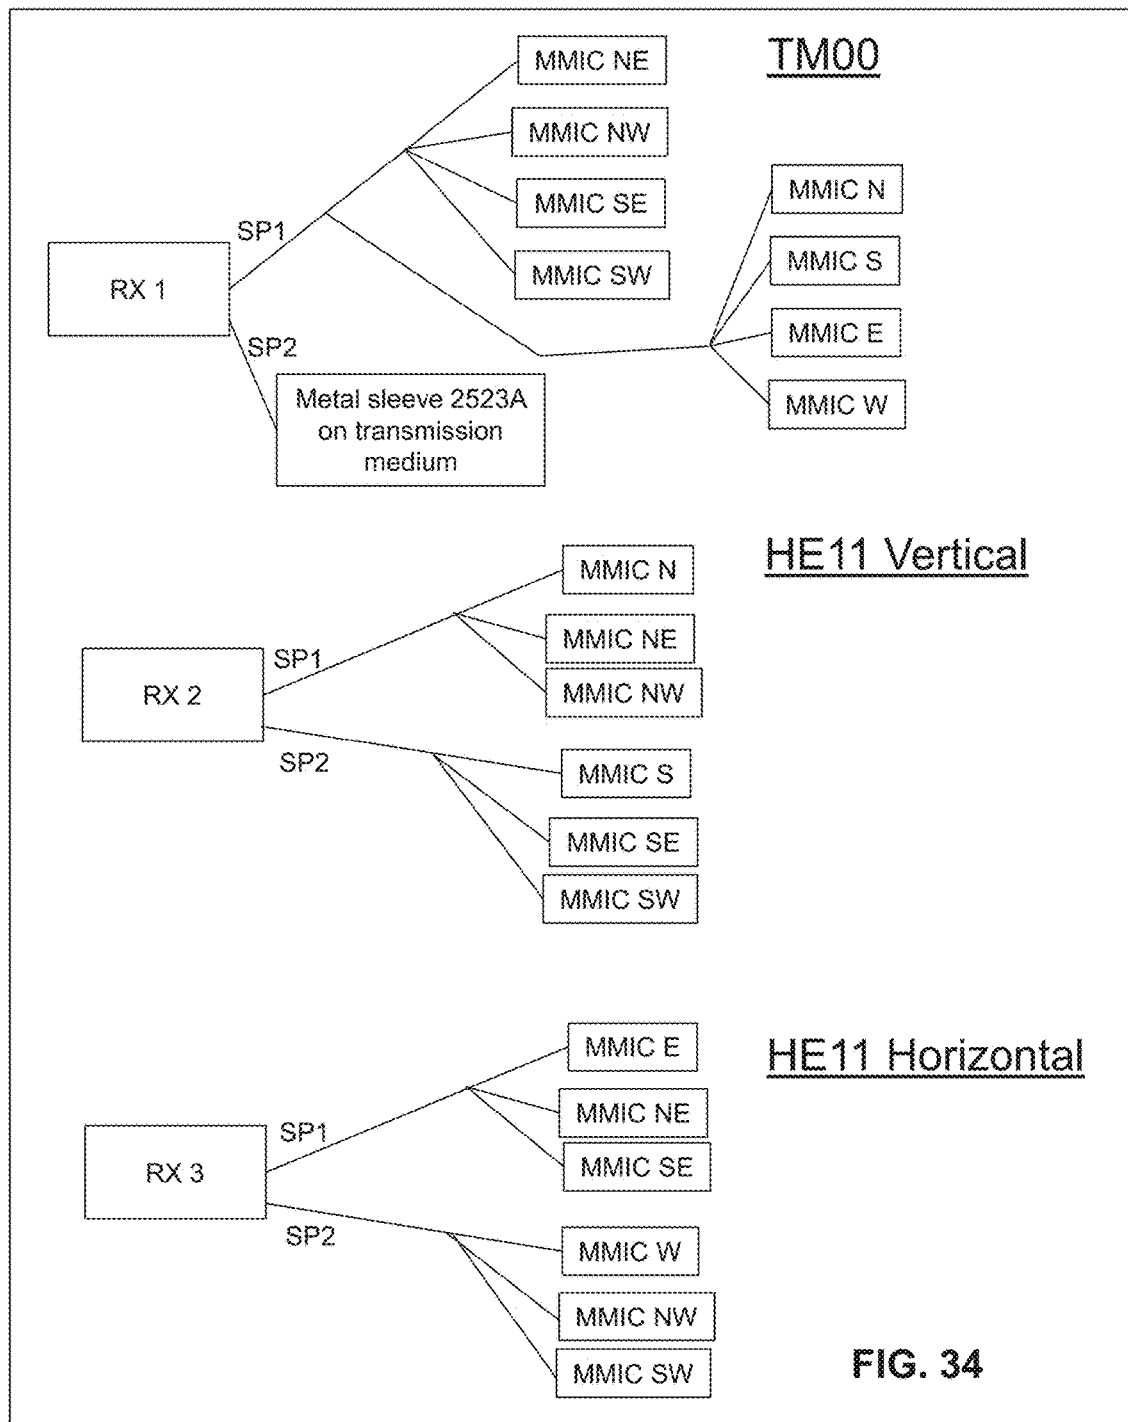 TM00
MMIC NE
MMIC NW
MMIC SE
MMIC SW
MMIC N
MMIC S
MMIC E
MMIC W
SP1
RX 1
SP2
Metal sleeve 2523A
on transmission
medium
HE11 Vertical
MMIC N
MMIC NE
MMIC NW
SP1
RX 2
SP2
MMIC S
MMIC SE
MMIC SW
HE11 Horizontal
MMIC E
MMIC NE
MMIC SE
SP1
RX 3
SP2
MMIC W
MMIC NW
MMIC SW
FIG. 34